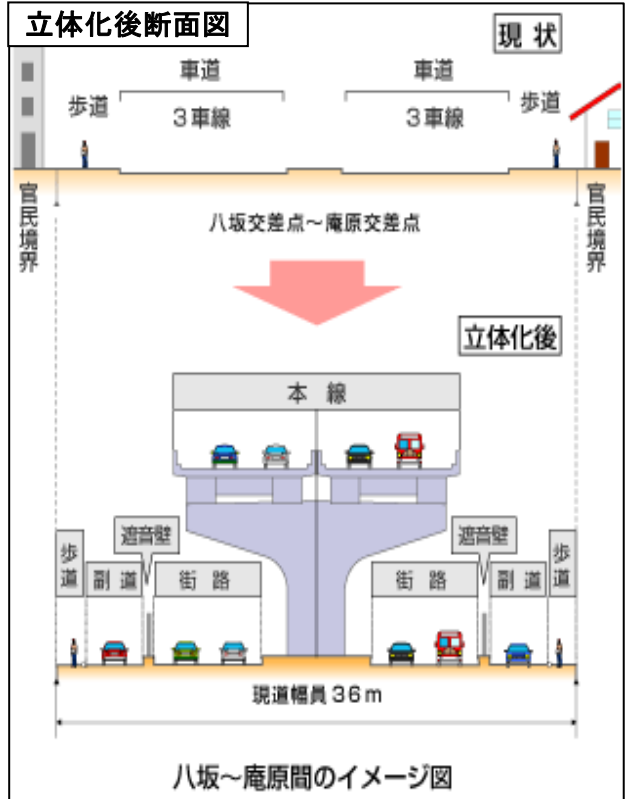 立体化後断面図
現状
車道
車道
歩道
3車線
3車線
歩道
官民境界
官民境界
八坂交差点～庵原交差点
立体化後
本線
歩道
副道
遮音壁
街路
街路
遮音壁
副道
歩道
現道幅員36m
八坂～庵原間のイメージ図